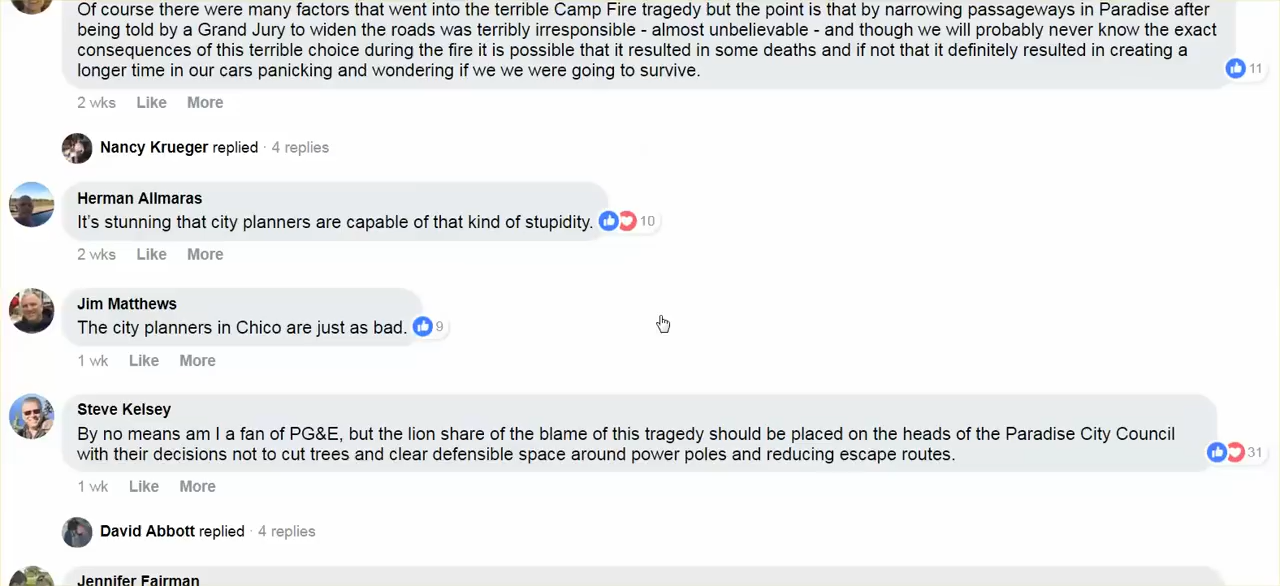 Of course there were many factors that went into the terrible Camp Fire tragedy but the point is that by narrowing passageways in Paradise after
being told by a Grand Jury to widen the roads was terribly irresponsible - almost unbelievable - and though we will probably never know the exact
consequences of this terrible choice during the fire it is possible that it resulted in some deaths and if not that it definitely resulted in creating a
longer time in our cars panicking and wondering if we we were going to survive.
11
2 wks Like More
Nancy Krueger replied · 4 replies
Herman Allmaras
It's stunning that city planners are capable of that kind of stupidity. 10
2 wks Like More
Jim Matthews
The city planners in Chico are just as bad. 9
1 wk Like More
Steve Kelsey
By no means am I a fan of PG&E, but the lion share of the blame of this tragedy should be placed on the heads of the Paradise City Council
with their decisions not to cut trees and clear defensible space around power poles and reducing escape routes. 31
1 wk Like More
David Abbott replied · 4 replies
Jennifer Fairman